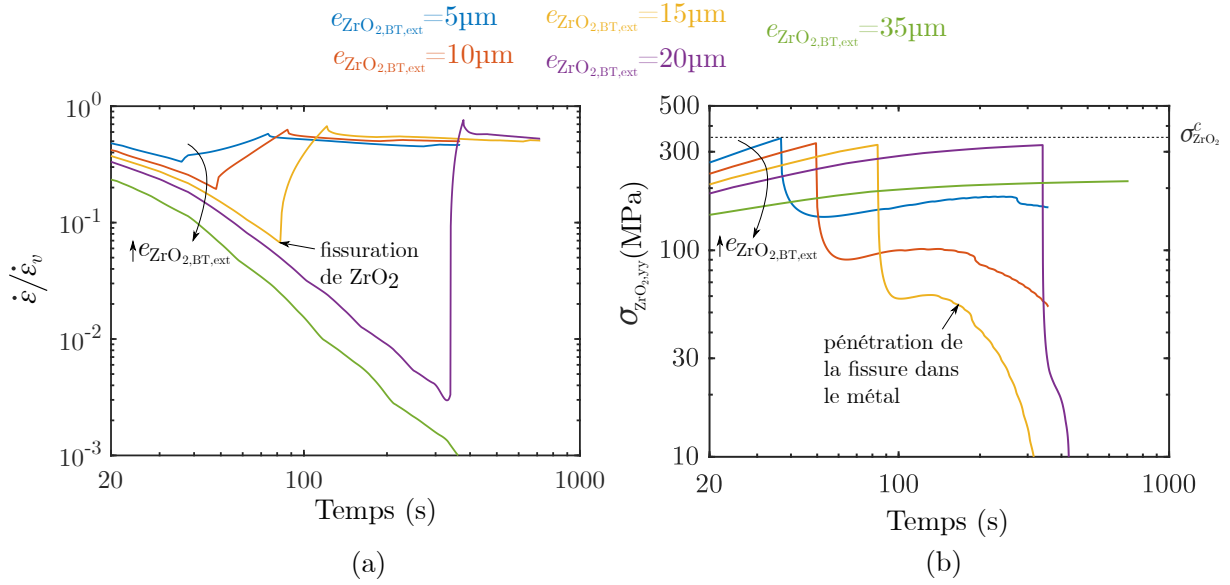 e_ZrO2,BT,ext=5µm e_ZrO2,BT,ext=15µm e_ZrO2,BT,ext=35µm
e_ZrO2,BT,ext=10µm e_ZrO2,BT,ext=20µm
10^0
10^-1
10^-2
10^-3
ε̇/ε̇_v
e_ZrO2,BT,ext
fissuration
de ZrO2
20 100 1000
Temps (s)
(a)
500
300
100
30
10
σ_ZrO2,yy(MPa)
σ^c_ZrO2
e_ZrO2,BT,ext
pénétration de
la fissure dans
le métal
20 100 1000
Temps (s)
(b)